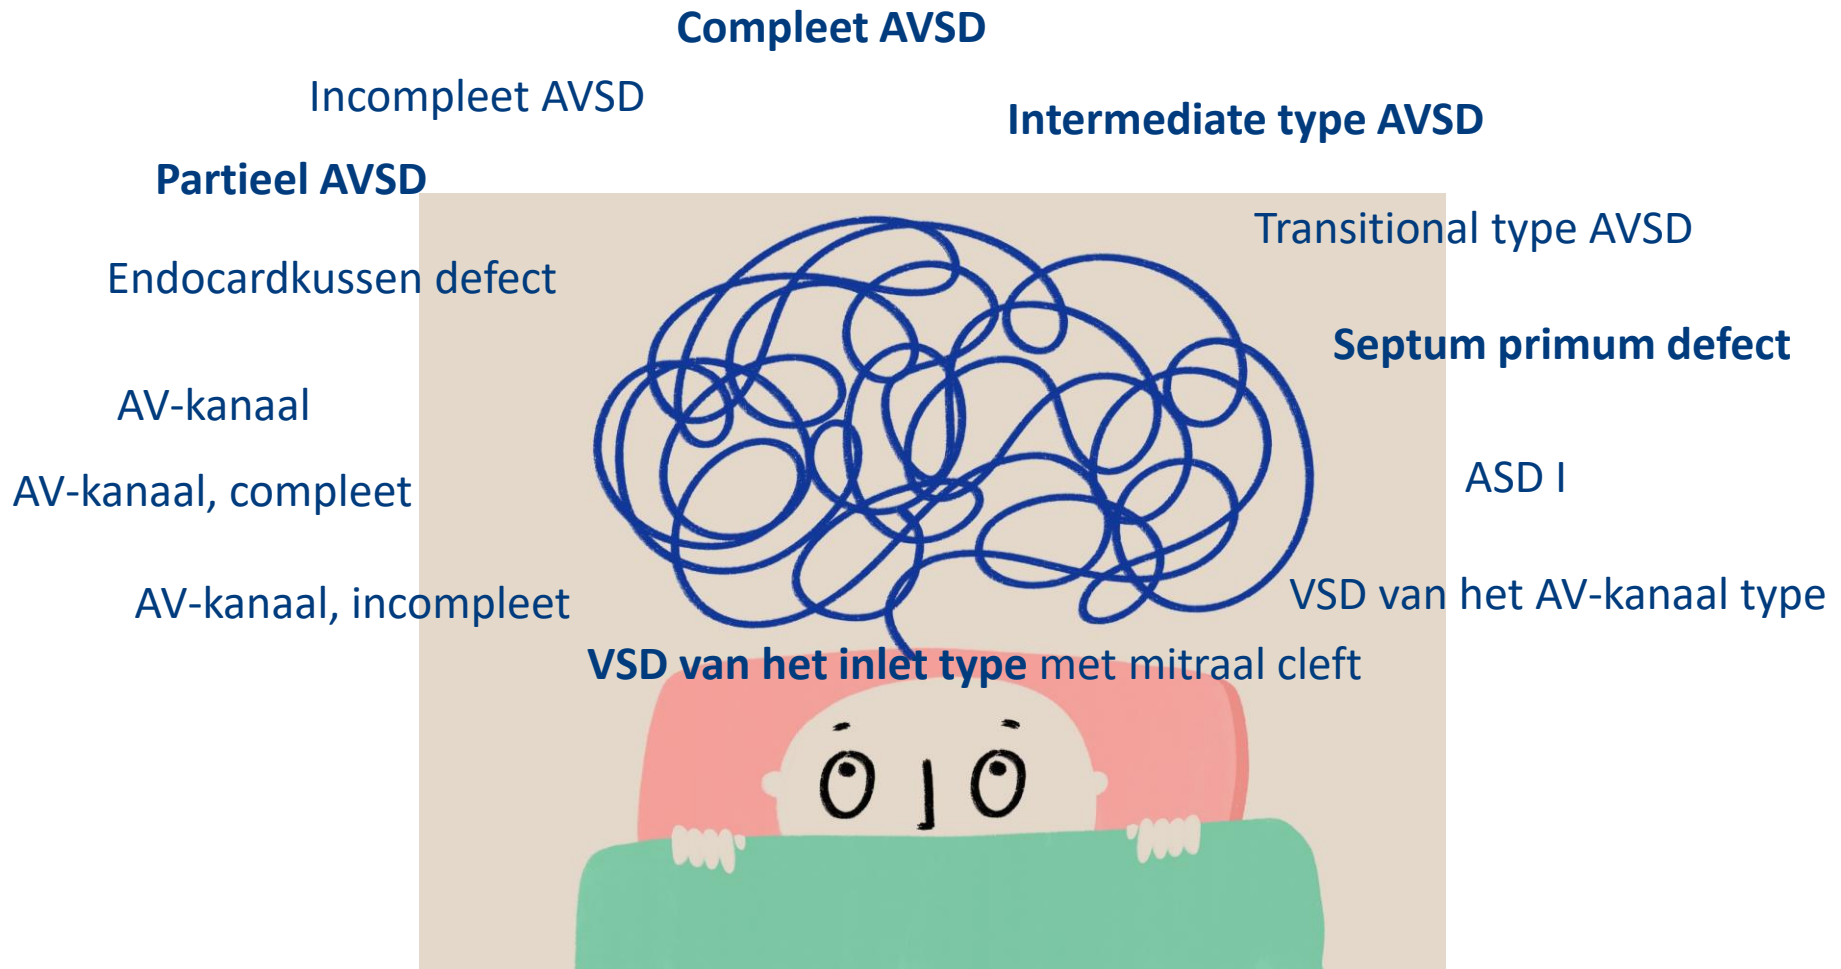 Compleet AVSD
Incompleet AVSD
Intermediate type AVSD
Partieel AVSD
Transitional type AVSD
Endocardkussen defect
Septum primum defect
AV-kanaal
ASD I
AV-kanaal, compleet
VSD van het AV-kanaal type
AV-kanaal, incompleet
VSD van het inlet type met mitraal cleft